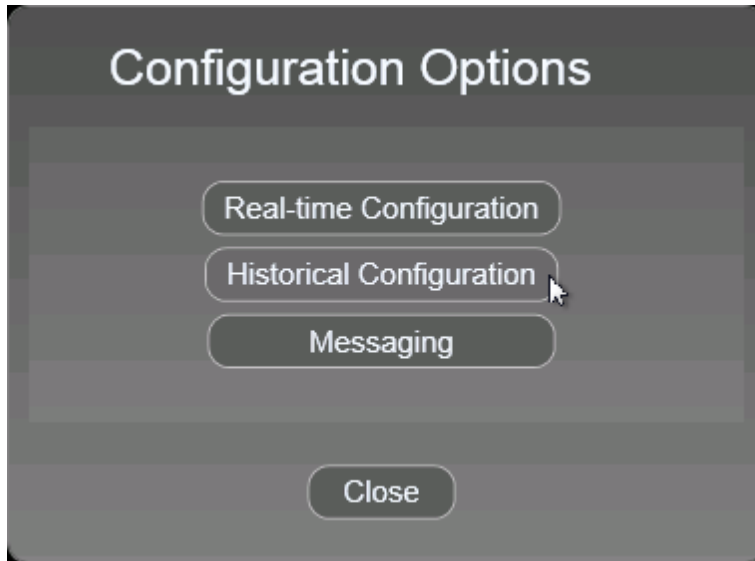 Configuration Options
Real-time Configuration
Historical Configuration
Messaging
Close